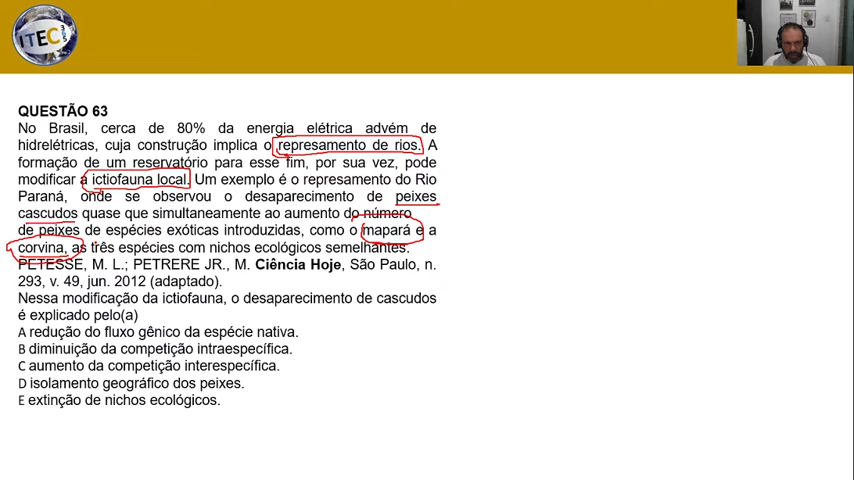 ITEC
QUESTÃO 63
No Brasil, cerca de 80% da energia elétrica advém de
hidrelétricas, cuja construção implica o represamento de rios. A
formação de um reservatório para esse fim, por sua vez, pode
modificar a ictiofauna local. Um exemplo é o represamento do Rio
Paraná, onde se observou o desaparecimento de peixes
cascudos quase que simultaneamente ao aumento do número
de peixes de espécies exóticas introduzidas, como o mapará e a
corvina, as três espécies com nichos ecológicos semelhantes.
PETESSE, M. L.; PETRERE JR., M. Ciência Hoje, São Paulo, n.
293, v. 49, jun. 2012 (adaptado).
Nessa modificação da ictiofauna, o desaparecimento de cascudos
é explicado pelo(a)
A redução do fluxo gênico da espécie nativa.
B diminuição da competição intraespecífica.
C aumento da competição interespecífica.
D isolamento geográfico dos peixes.
E extinção de nichos ecológicos.